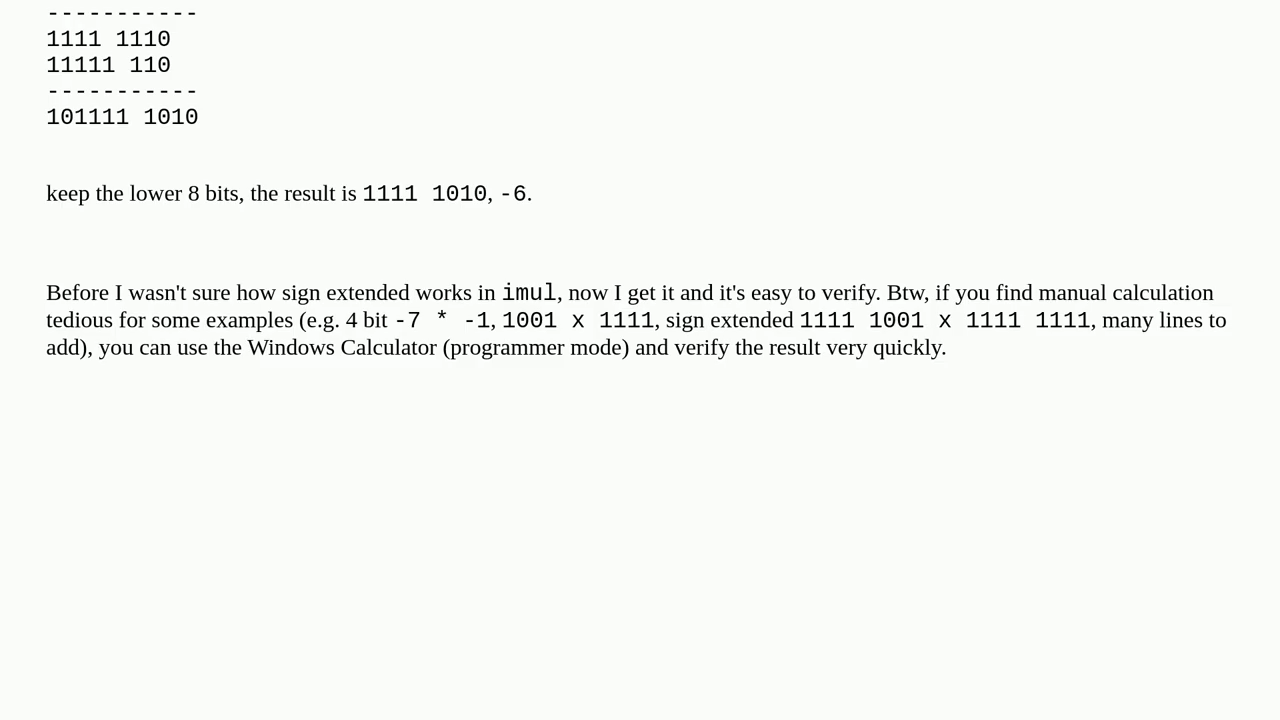 -----------
1111 1110
11111 110
-----------
101111 1010
keep the lower 8 bits, the result is 1111 1010, -6.
Before I wasn't sure how sign extended works in imul, now I get it and it's easy to verify. Btw, if you find manual calculation
tedious for some examples (e.g. 4 bit -7 * -1, 1001 x 1111, sign extended 1111 1001 x 1111 1111, many lines to
add), you can use the Windows Calculator (programmer mode) and verify the result very quickly.